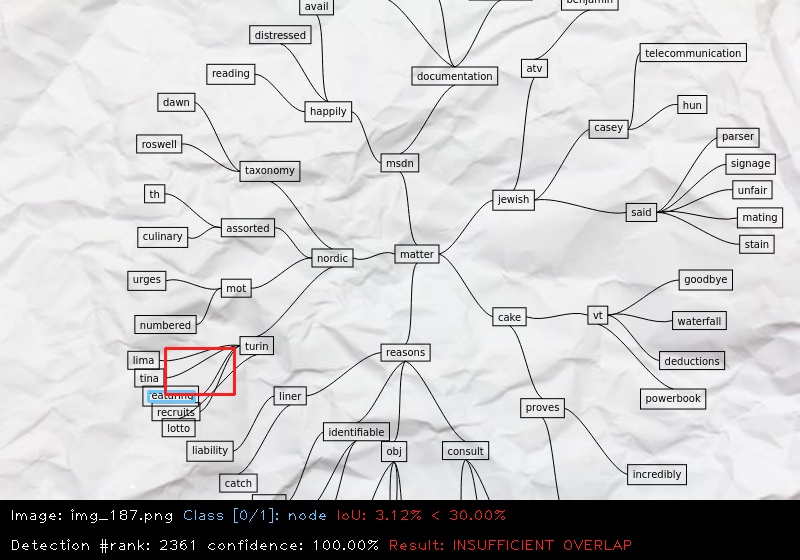 avail
benjamin
distressed
telecommunication
reading
documentation
atv
dawn
hun
happily
casey
parser
roswell
msdn
signage
taxonomy
unfair
th
jewish
said
mating
assorted
culinary
stain
nordic
matter
urges
mot
goodbye
numbered
cake
vt
waterfall
turin
lima
reasons
deductions
tina
liner
powerbook
proves
recruits
lotto
identifiable
liability
obj
consult
catch
incredibly
Image: img_187.png Class [0/1]: node IoU: 3.12% < 30.00%
Detection #rank: 2361 confidence: 100.00% Result: INSUFFICIENT OVERLAP